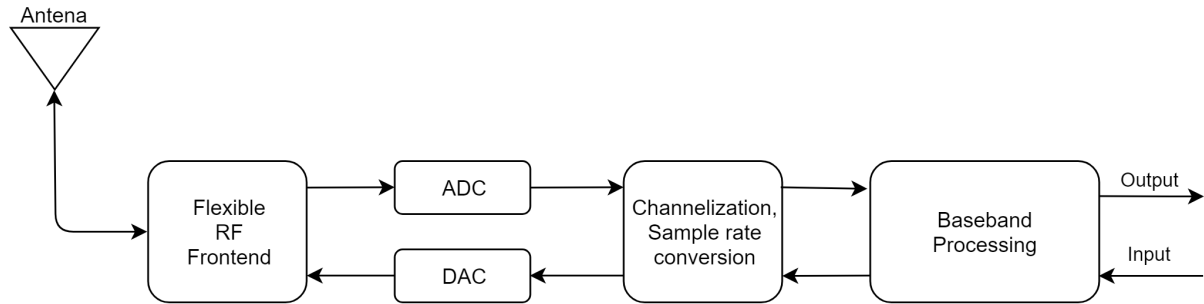 Antena
Flexible
RF
Frontend
ADC
DAC
Channelization,
Sample rate
conversion
Baseband
Processing
Output
Input